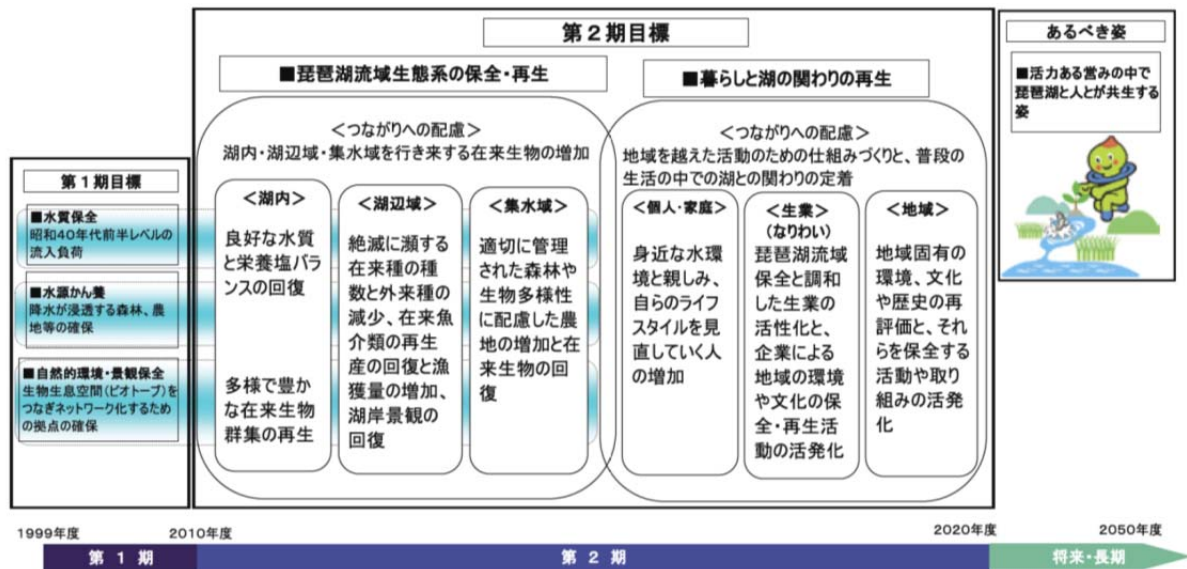 第2期目標
■琵琶湖流域生態系の保全・再生
<つながりへの配慮>
湖内・湖辺域・集水域を行き来する在来生物の増加
<湖内>
良好な水質
と栄養塩バラ
ンスの回復
多様で豊か
な在来生物
群集の再生
<湖辺域>
絶滅に瀕する
在来種の種
数と外来種の
減少、在来魚
介類の再生
産の回復と漁
獲量の増加、
湖岸景観の
回復
<集水域>
適切に管理
された森林や
生物多様性
に配慮した農
地の増加と在
来生物の回
復
■暮らしと湖の関わりの再生
<つながりへの配慮>
地域を越えた活動のための仕組みづくりと、普段の
生活の中での湖との関わりの定着
<個人・家庭>
身近な水環
境と親しみ、
自らのライフ
スタイルを見
直していく人
の増加
<生業>
(なりわい)
琵琶湖流域
保全と調和
した生業の
活性化と、
企業による
地域の環境
や文化の保
全・再生活
動の活発化
<地域>
地域固有の
環境、文化
や歴史の再
評価と、それ
らを保全する
活動や取り
組みの活発
化
あるべき姿
■活力ある営みの中で
琵琶湖と人とが共生する
姿
第1期目標
■水質保全
昭和40年代前半レベルの
流入負荷
■水源かん養
降水が浸透する森林、農
地等の確保
■自然的環境・景観保全
生物生息空間(ビオトープ)を
つなぎネットワーク化するため
の拠点の確保
1999年度
2010年度
2020年度
2050年度
第1期
第2期
将来・長期